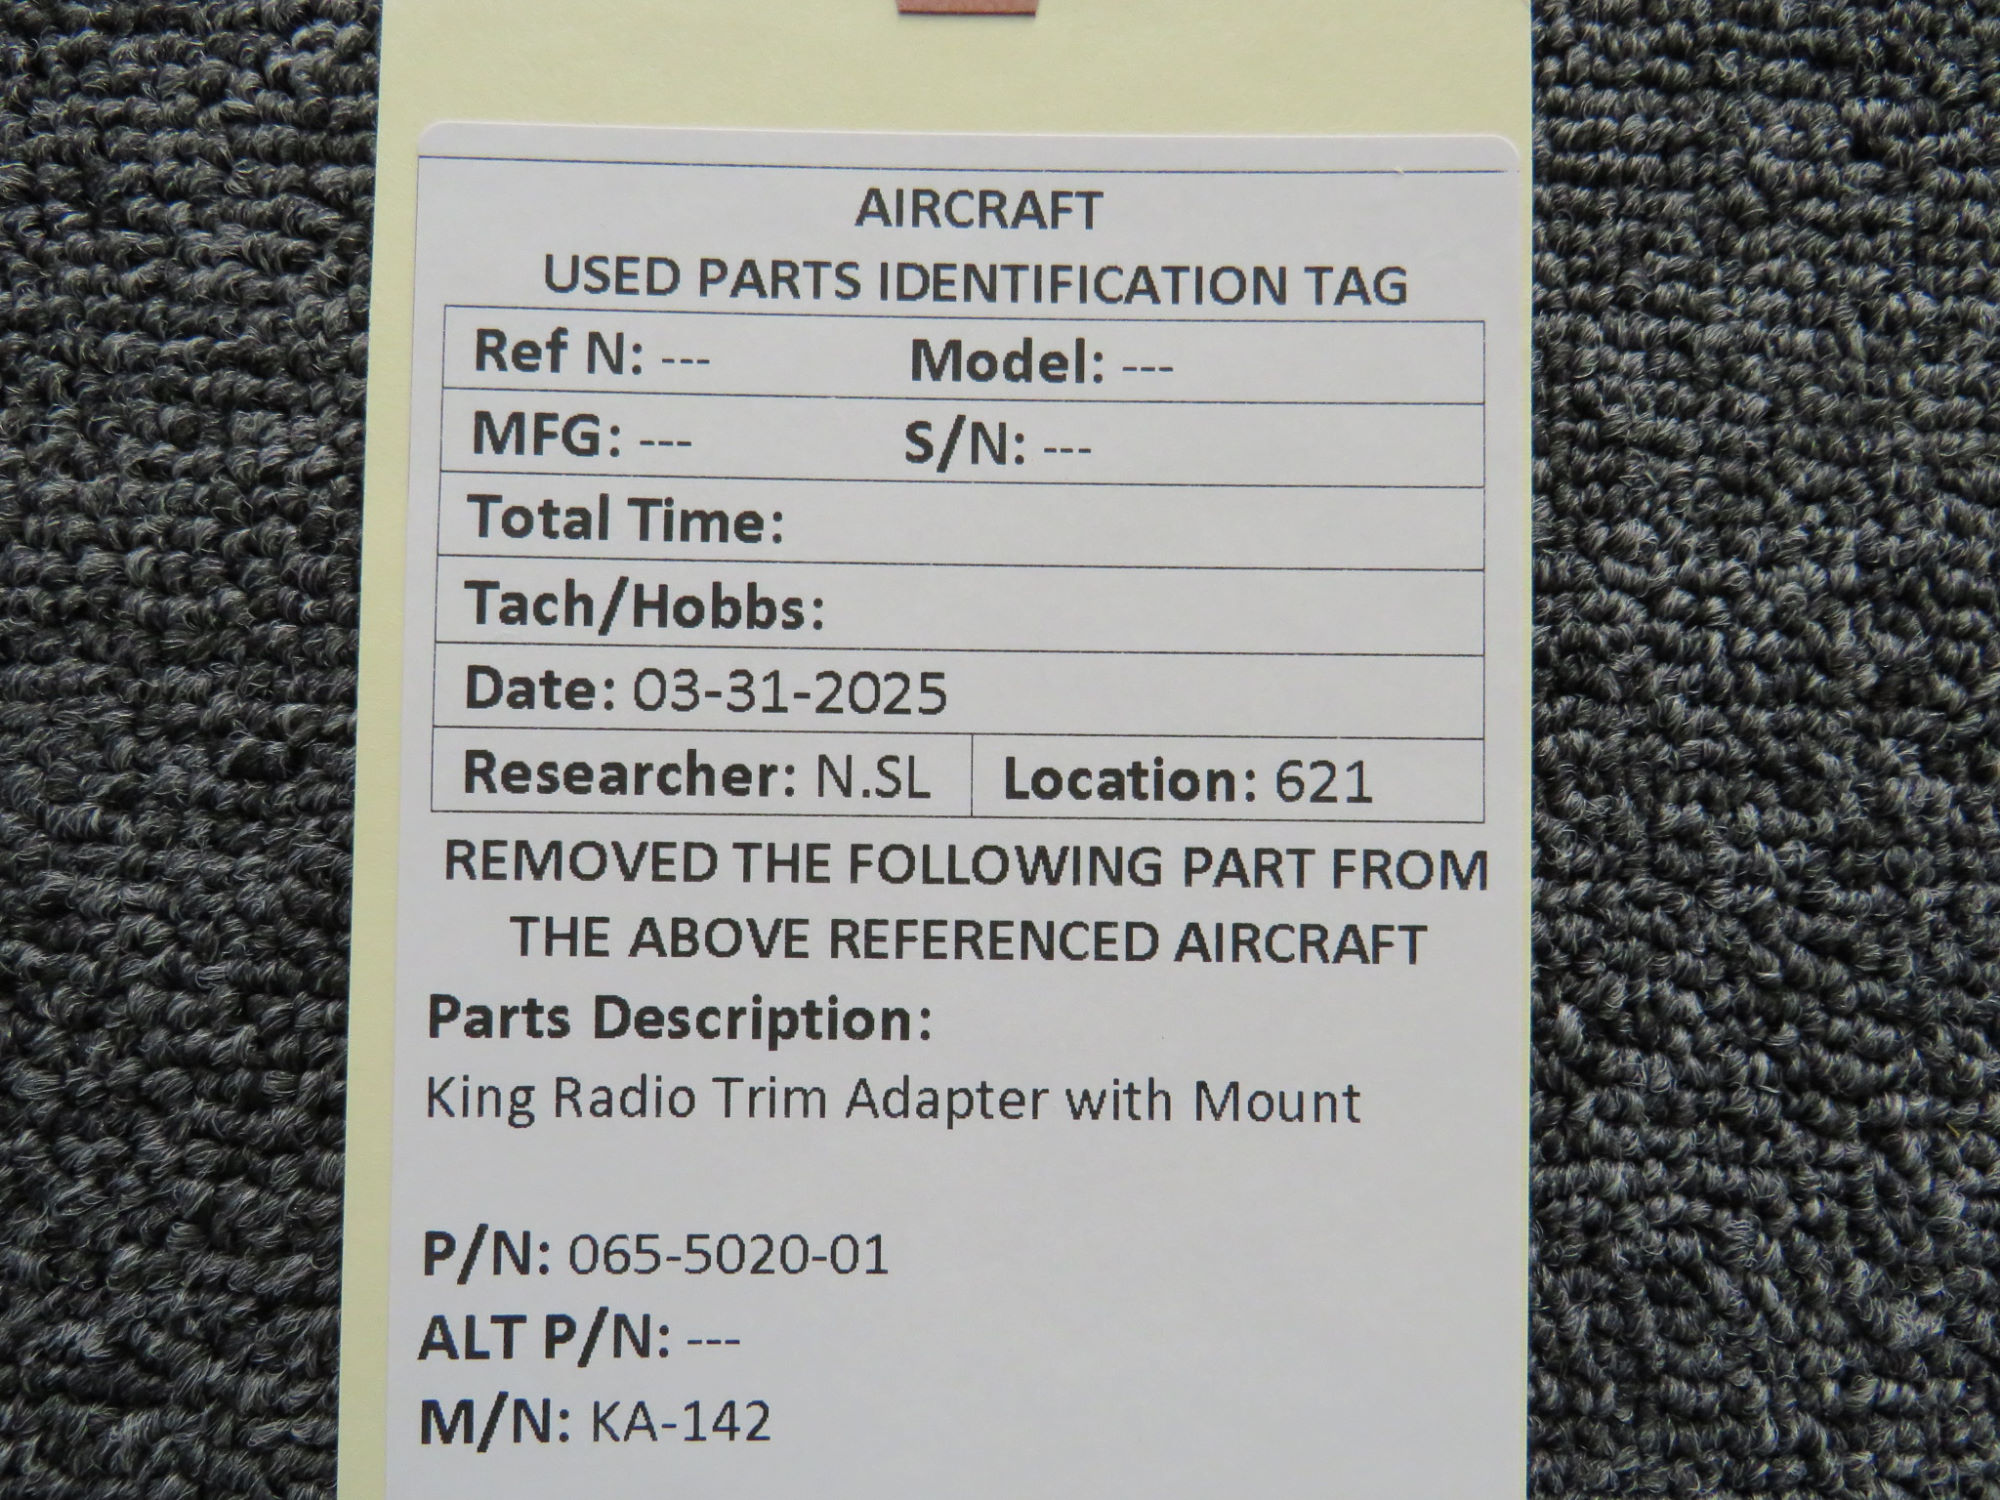 AIRCRAFT
USED PARTS IDENTIFICATION TAG
Ref N: --- Model: ---
MFG: --- S/N: ---
Total Time:
Tach/Hobbs:
Date: 03-31-2025
Researcher: N.SL Location: 621
REMOVED THE FOLLOWING PART FROM
THE ABOVE REFERENCED AIRCRAFT
Parts Description:
King Radio Trim Adapter with Mount
P/N: 065-5020-01
ALT P/N: ---
M/N: KA-142